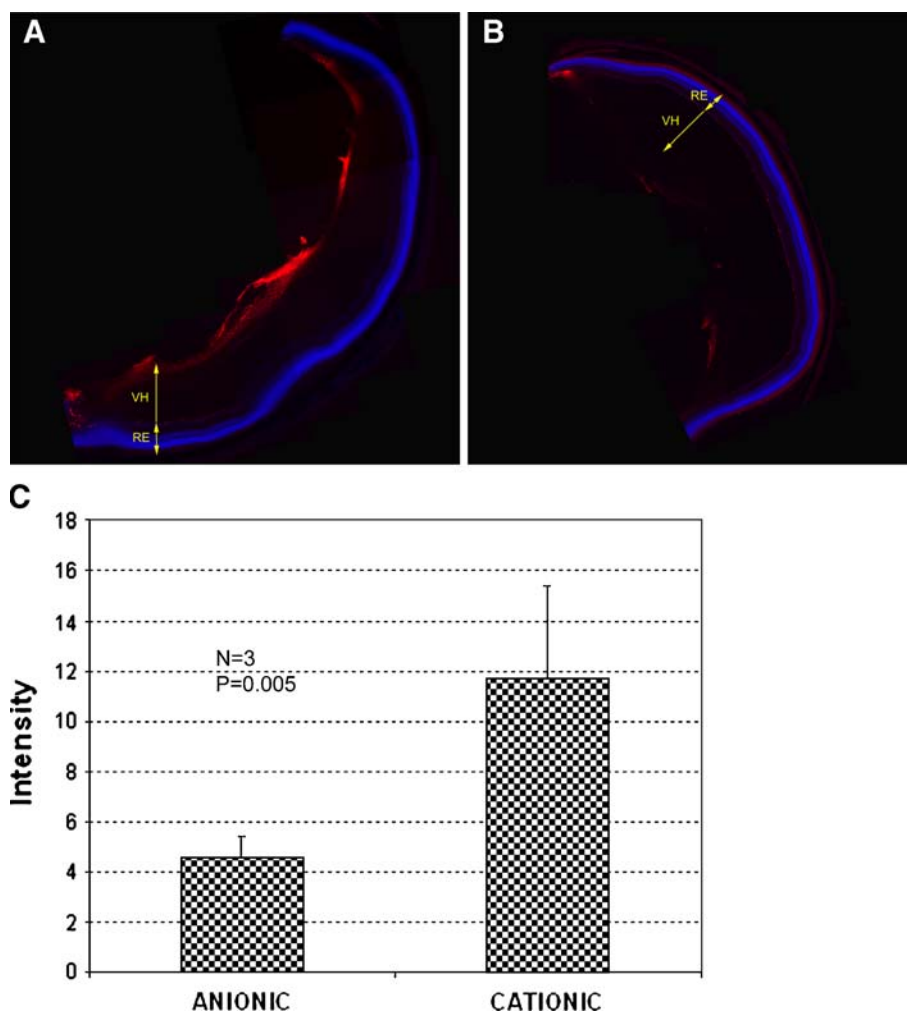 A
VH
RE
B
RE
VH
C
18
16
14
12
10
8
6
4
2
0
Intensity
N=3
P=0.005
ANIONIC
CATIONIC